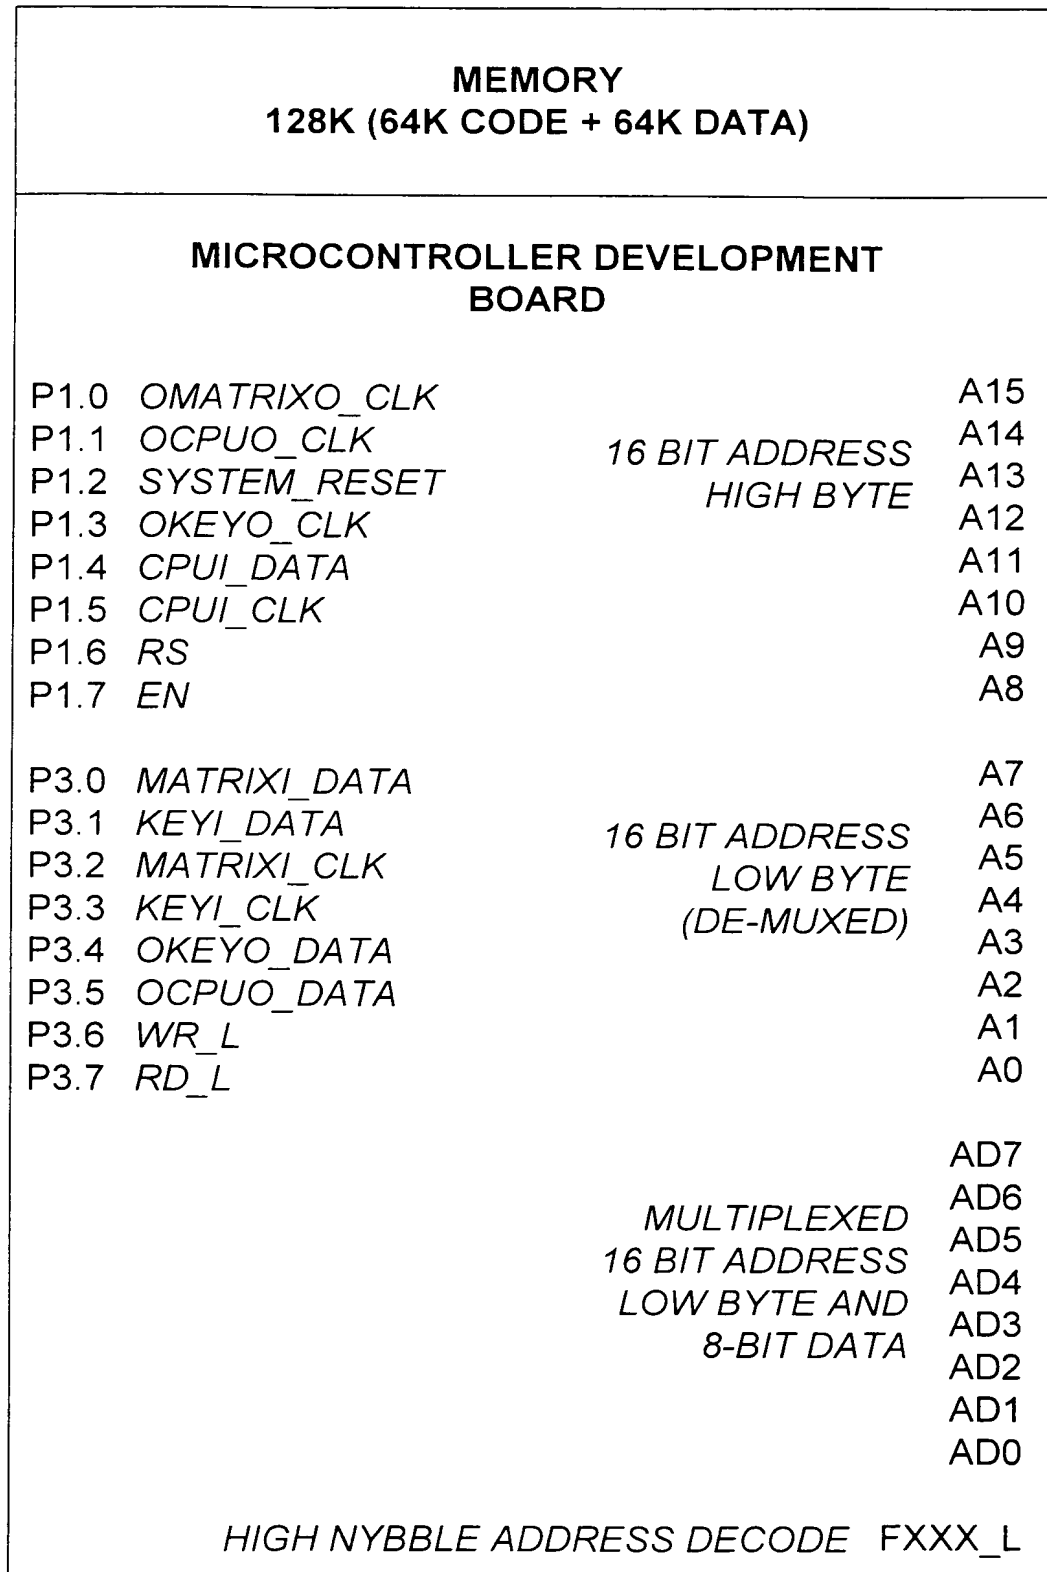 MEMORY
128K (64K CODE + 64K DATA)
MICROCONTROLLER DEVELOPMENT
BOARD
P1.0 OMATRIXO_CLK
P1.1 OCPUO_CLK
P1.2 SYSTEM_RESET
P1.3 OKEYO_CLK
P1.4 CPUI_DATA
P1.5 CPUI_CLK
P1.6 RS
P1.7 EN
P3.0 MATRIXI_DATA
P3.1 KEYI_DATA
P3.2 MATRIXI_CLK
P3.3 KEYI_CLK
P3.4 OKEYO_DATA
P3.5 OCPUO_DATA
P3.6 WR_L
P3.7 RD_L
16 BIT ADDRESS
HIGH BYTE
A15
A14
A13
A12
A11
A10
A9
A8
16 BIT ADDRESS
LOW BYTE
(DE-MUXED)
A7
A6
A5
A4
A3
A2
A1
A0
MULTIPLEXED
16 BIT ADDRESS
LOW BYTE AND
8-BIT DATA
AD7
AD6
AD5
AD4
AD3
AD2
AD1
AD0
HIGH NYBBLE ADDRESS DECODE FXXX_L